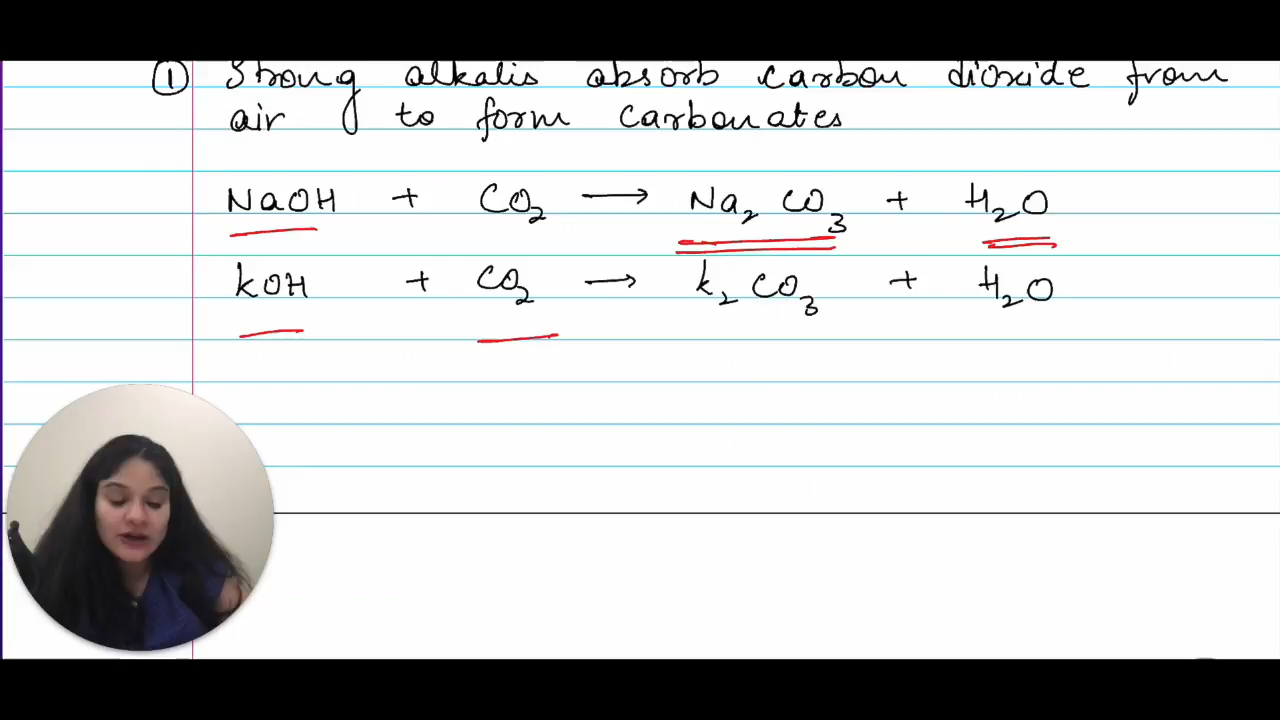 ① Strong alkalis absorb carbon dioxide from
air to form carbonates
NaOH + CO₂ → Na₂CO₃ + H₂O
KOH + CO₂ → K₂CO₃ + H₂O